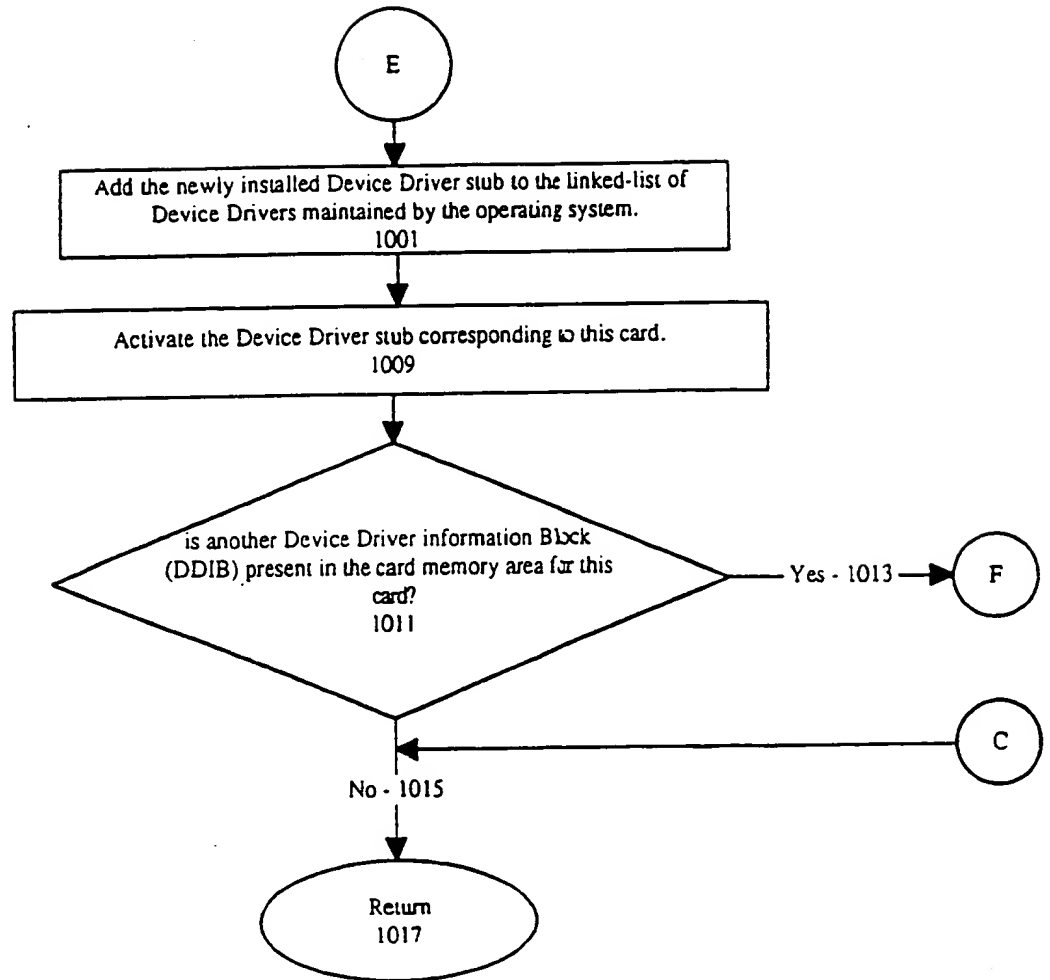 E
Add the newly installed Device Driver stub to the linked-list of
Device Drivers maintained by the operating system.
1001
Activate the Device Driver stub corresponding to this card.
1009
is another Device Driver information Block
(DDIB) present in the card memory area for this
card?
1011
Yes - 1013
F
C
No - 1015
Return
1017